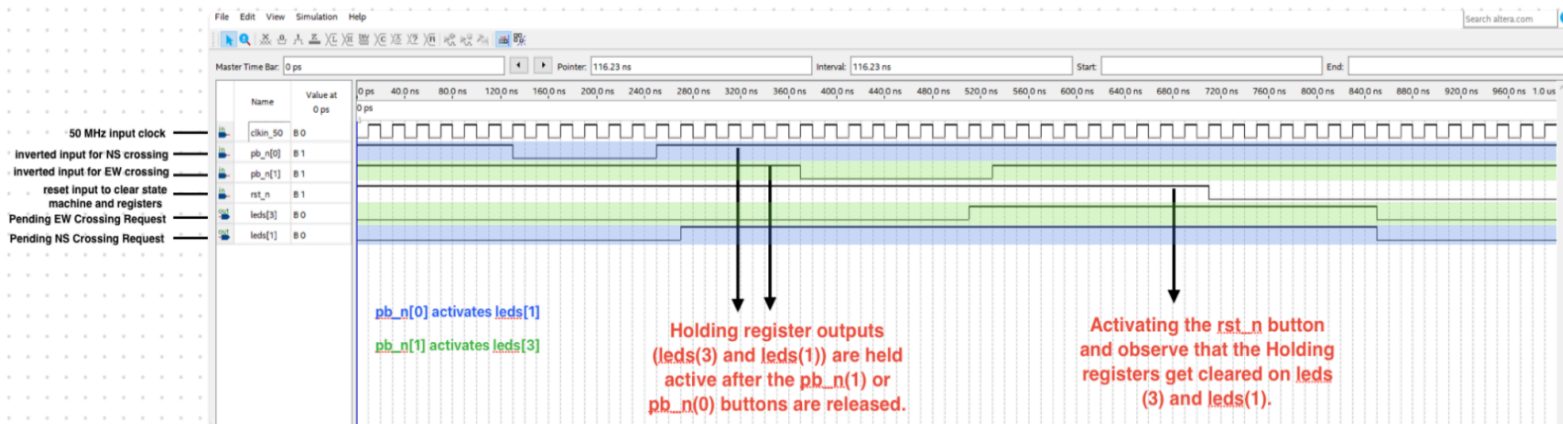 File Edit View Simulation Help
Search altera.com
Master Time Bar: 0 ps Pointer: 116.23 ns Interval: 116.23 ns Start: End:
Name Value at 0 ps
0 ps 40.0 ns 80.0 ns 120.0 ns 160.0 ns 200.0 ns 240.0 ns 280.0 ns 320.0 ns 360.0 ns 400.0 ns 440.0 ns 480.0 ns 520.0 ns 560.0 ns 600.0 ns 640.0 ns 680.0 ns 720.0 ns 760.0 ns 800.0 ns 840.0 ns 880.0 ns 920.0 ns 960.0 ns 1.0 us
0 ps
50 MHz input clock clkin_50 B 0
inverted input for NS crossing pb_n[0] B 1
inverted input for EW crossing pb_n[1] B 1
reset input to clear state
machine and registers rst_n B 1
Pending EW Crossing Request leds[3] B 0
Pending NS Crossing Request leds[1] B 0
pb_n[0] activates leds[1]
pb_n[1] activates leds[3]
Holding register outputs
(leds(3) and leds(1)) are held
active after the pb_n(1) or
pb_n(0) buttons are released.
Activating the rst_n button
and observe that the Holding
registers get cleared on leds
(3) and leds(1).